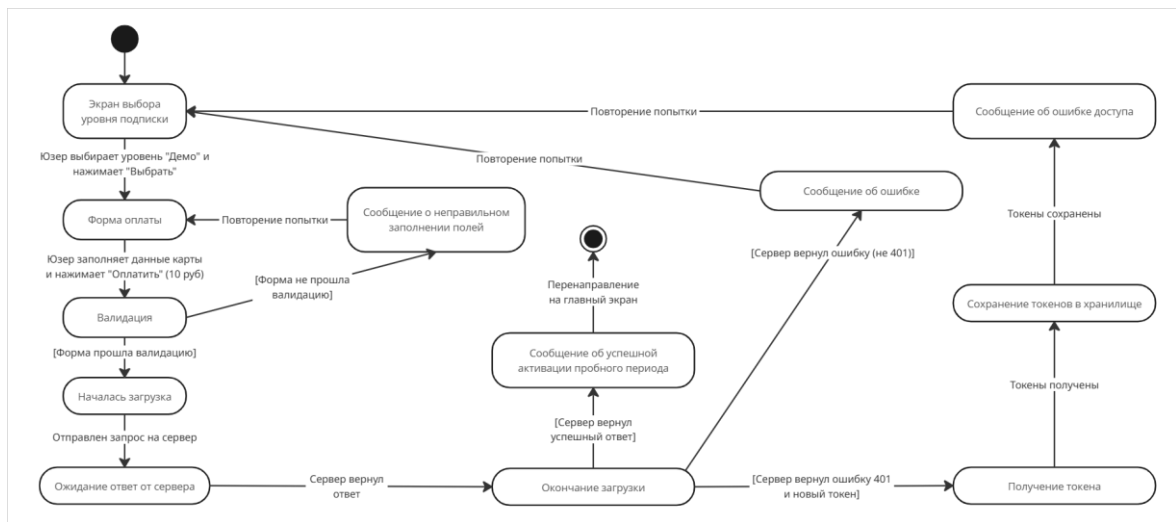 Экран выбора
уровня подписки
Юзер выбирает уровень "Демо" и
нажимает "Выбрать"
Форма оплаты
Повторение попытки
Сообщение о неправильном
заполнении полей
Юзер заполняет данные карты
и нажимает "Оплатить" (10 руб)
[Форма не прошла
валидацию]
Валидация
[Форма прошла валидацию]
Началась загрузка
Отправлен запрос на сервер
Ожидание ответ от сервера
Сервер вернул
ответ
Окончание загрузки
[Сервер вернул
успешный ответ]
Сообщение об успешной
активации пробного периода
Перенаправление
на главный экран
[Сервер вернул ошибку (не 401)]
Сообщение об ошибке
Повторение попытки
[Сервер вернул ошибку 401
и новый токен]
Получение токена
Токены получены
Сохранение токенов в хранилище
Токены сохранены
Сообщение об ошибке доступа
Повторение попытки